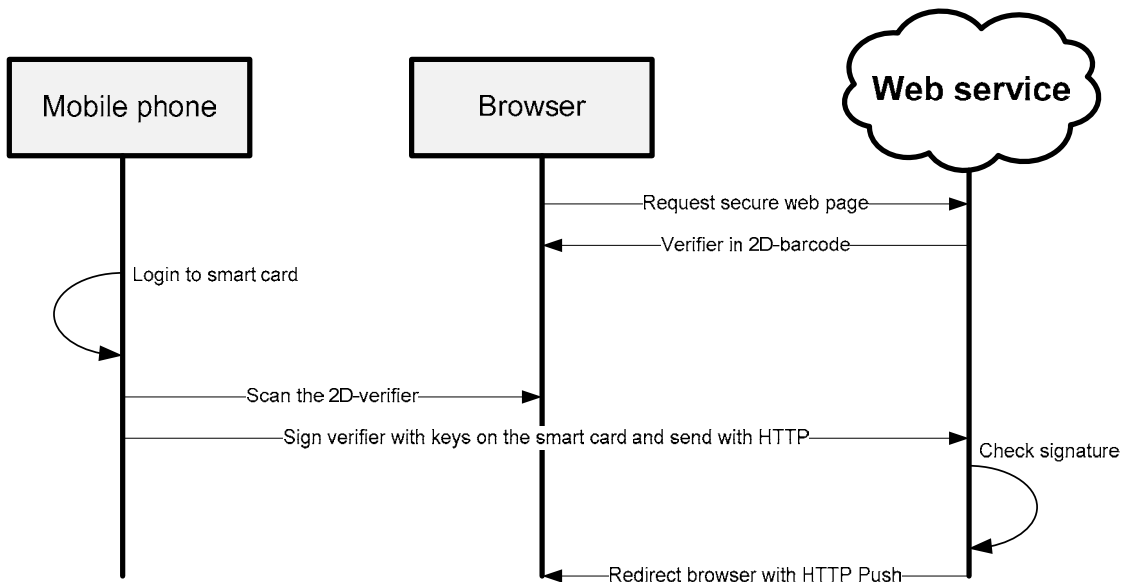 Mobile phone
Browser
Web service
Request secure web page
Verifier in 2D-barcode
Login to smart card
Scan the 2D-verifier
Sign verifier with keys on the smart card and send with HTTP
Check signature
Redirect browser with HTTP Push